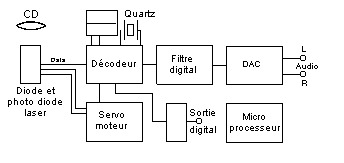 CD
Quartz
Data
Décodeur
Filtre
digital
DAC
L
Audio
R
Diode et
photo diode
laser
Servo
moteur
Sortie
digital
Micro
processeur